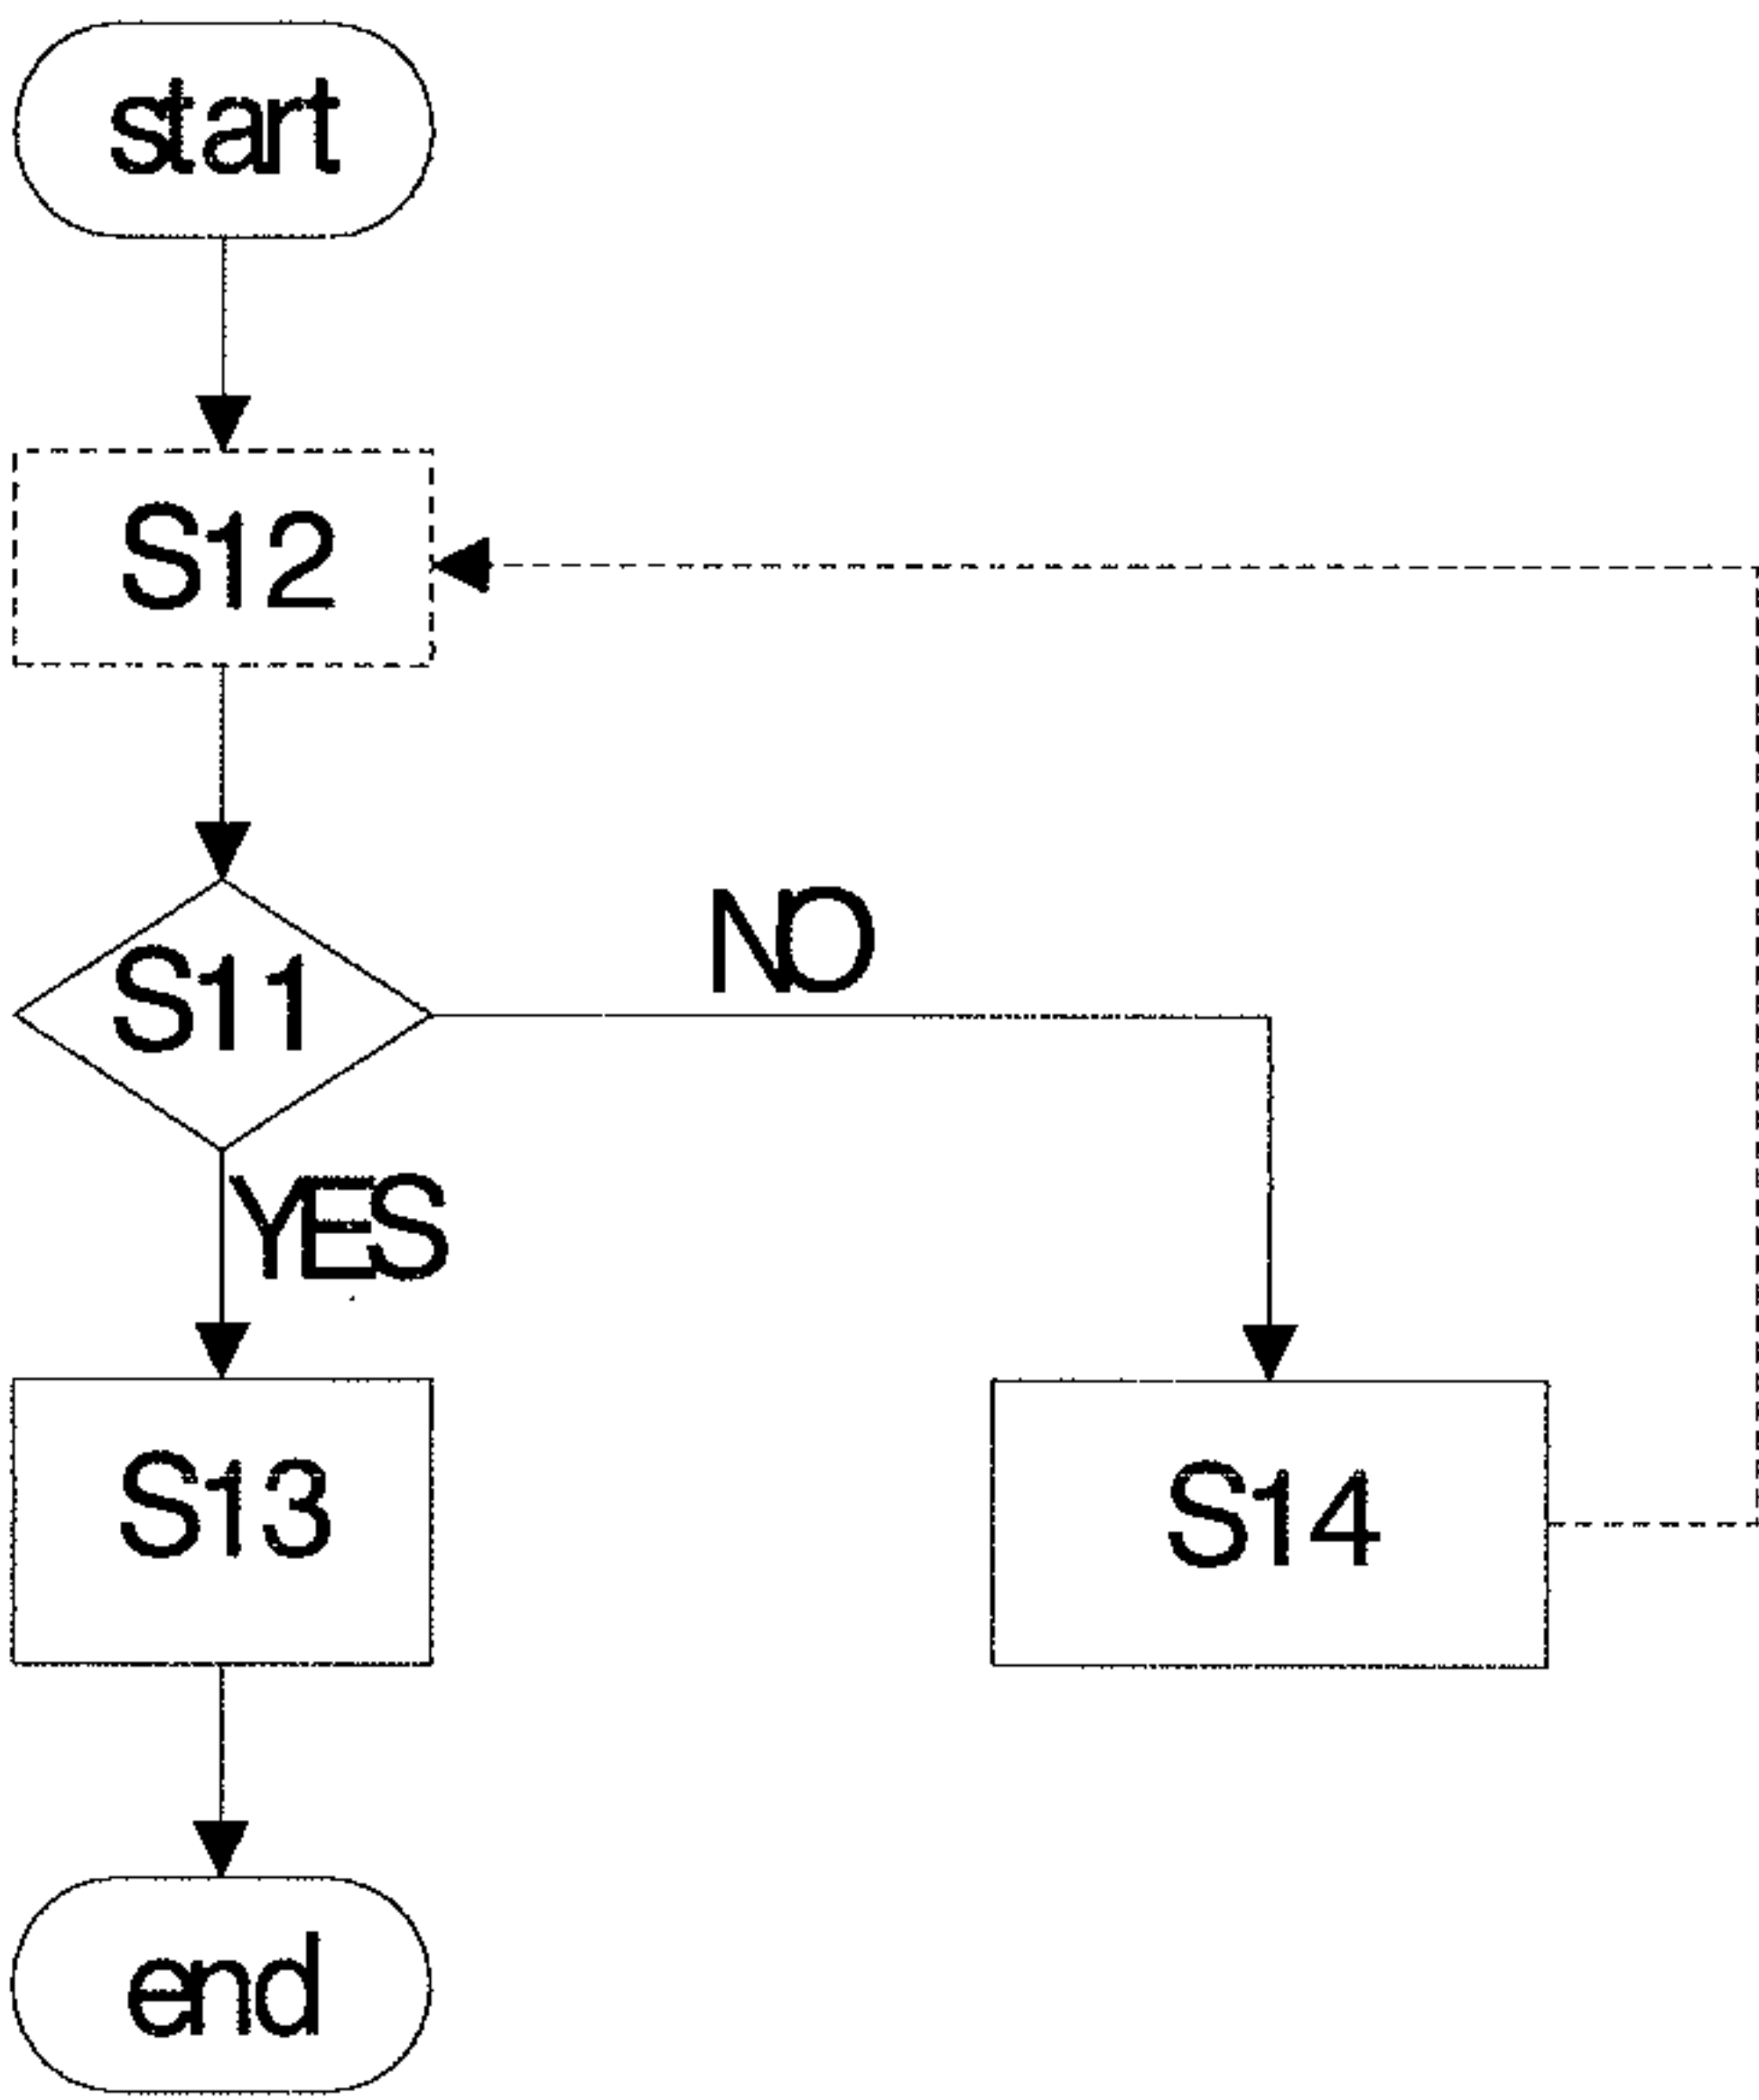 start
S12
S11
NO
YES
S13
S14
end